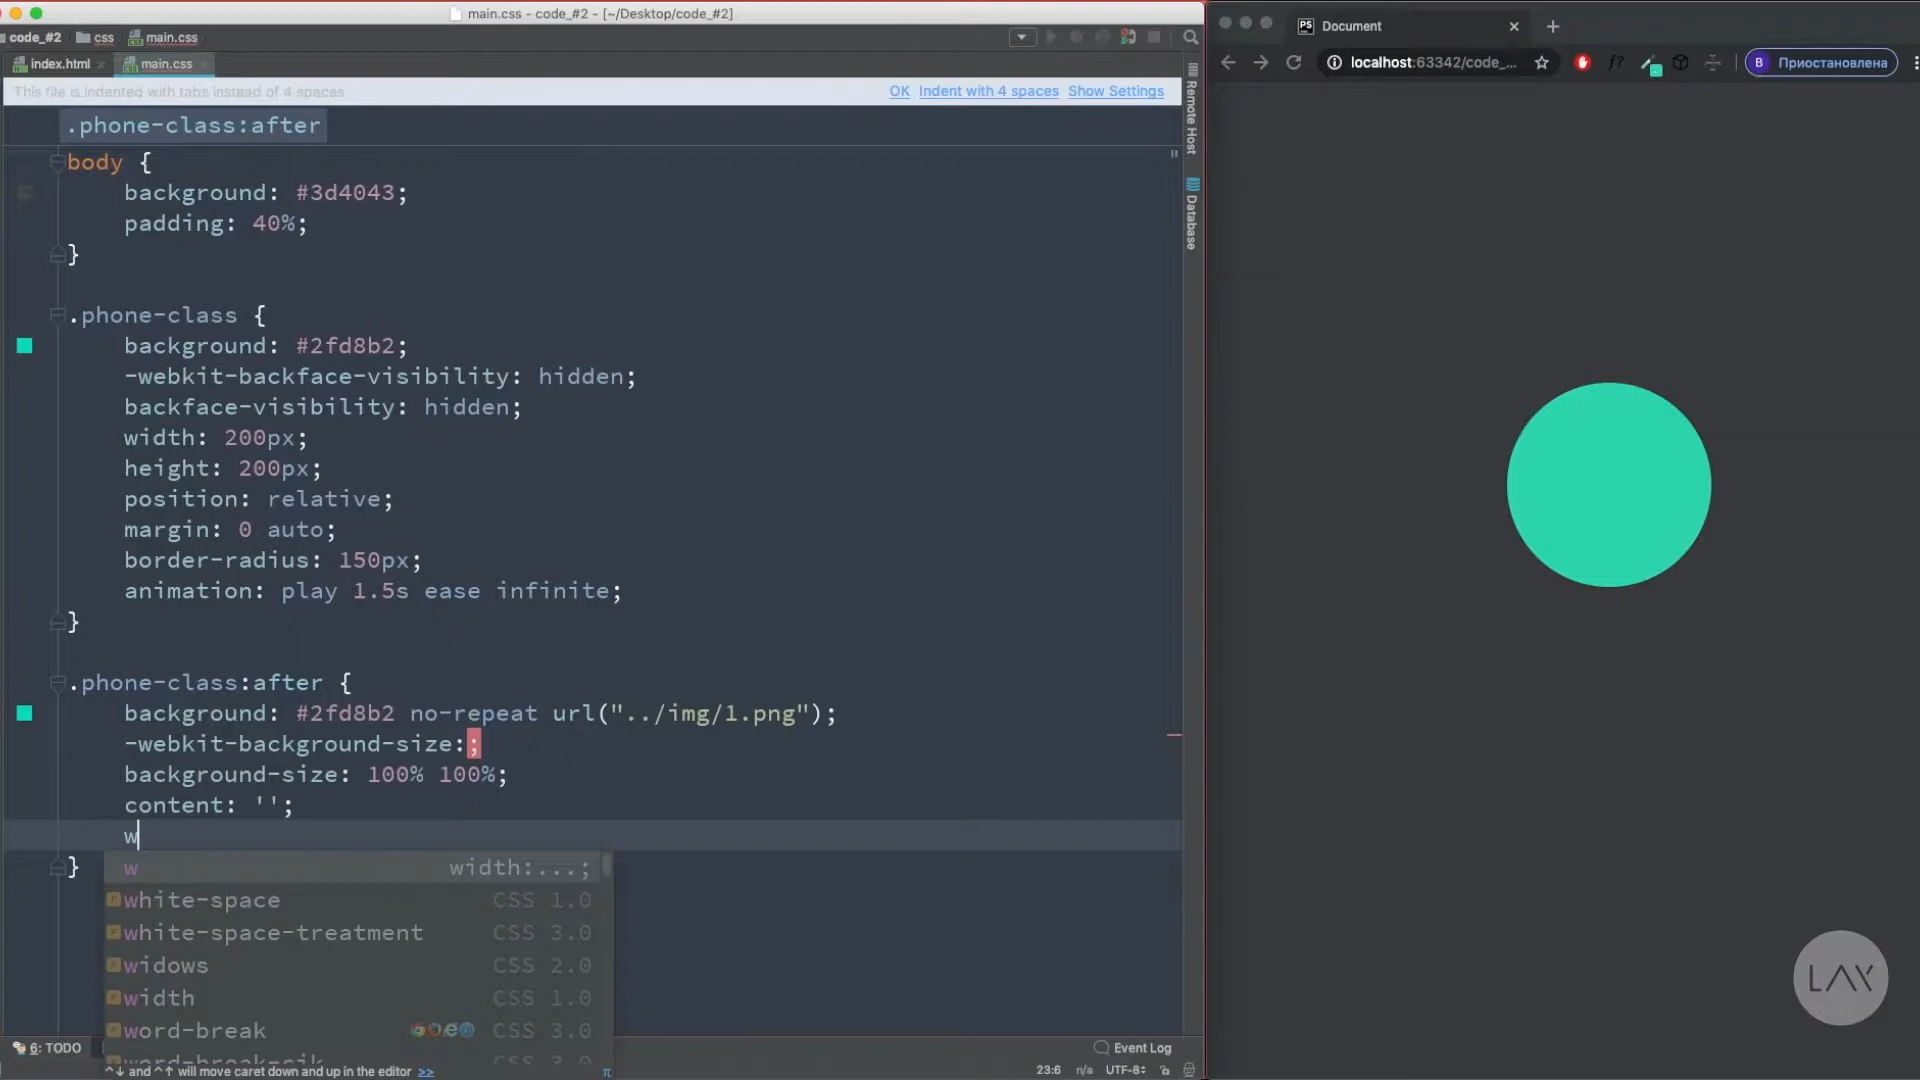 main.css - code_#2 - [~/Desktop/code_#2]
code_#2 css main.css
index.html main.css
This file is indented with tabs instead of 4 spaces OK Indent with 4 spaces Show Settings
.phone-class:after
body {
background: #3d4043;
padding: 40%;
}
.phone-class {
background: #2fd8b2;
-webkit-backface-visibility: hidden;
backface-visibility: hidden;
width: 200px;
height: 200px;
position: relative;
margin: 0 auto;
border-radius: 150px;
animation: play 1.5s ease infinite;
}
.phone-class:after {
background: #2fd8b2 no-repeat url("../img/1.png");
-webkit-background-size:;
background-size: 100% 100%;
content: '';
w
}
w width:...;
white-space CSS 1.0
white-space-treatment CSS 3.0
widows CSS 2.0
width CSS 1.0
word-break CSS 3.0
^↓ and ^↑ will move caret down and up in the editor >>
π
6: TODO
Event Log
23:6 n/a UTF-8
Remote Host
Database
PS Document
localhost:63342/code_...
f?
B Приостановлена
LAY